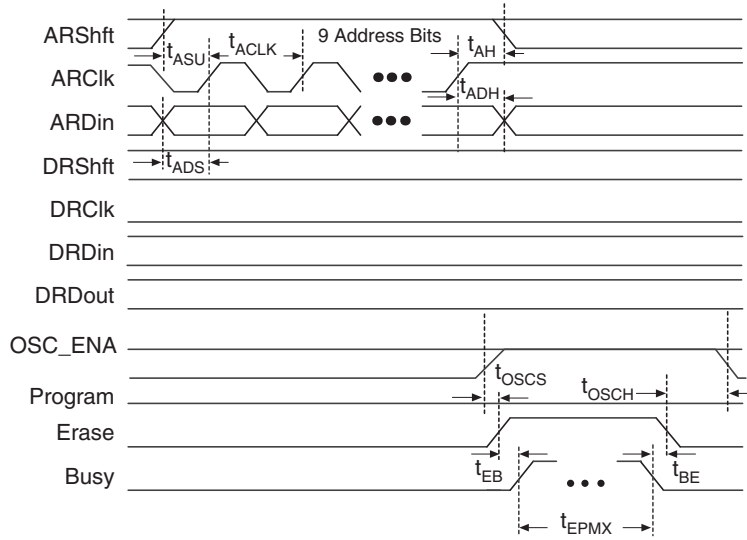 ARShft
9 Address Bits
tASU
tACLK
tAH
ARClk
tADH
ARDin
tADS
DRShft
DRClk
DRDin
DRDout
OSC_ENA
tOSCS
tOSCH
Program
Erase
tEB
tBE
Busy
tEPMX